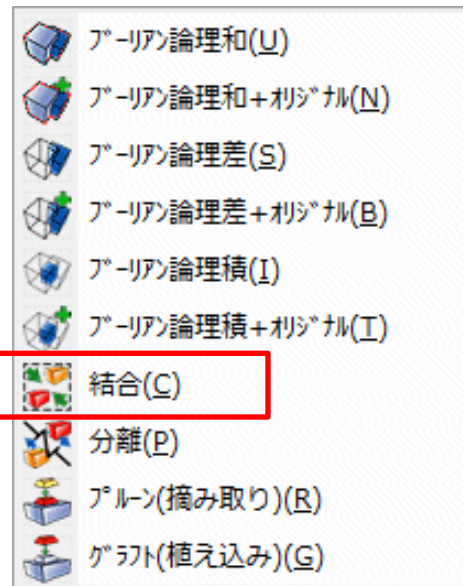 ﾌﾞｰﾘｱﾝ論理和(U)
ﾌﾞｰﾘｱﾝ論理和+ｵﾘｼﾞﾅﾙ(N)
ﾌﾞｰﾘｱﾝ論理差(S)
ﾌﾞｰﾘｱﾝ論理差+ｵﾘｼﾞﾅﾙ(B)
ﾌﾞｰﾘｱﾝ論理積(I)
ﾌﾞｰﾘｱﾝ論理積+ｵﾘｼﾞﾅﾙ(T)
結合(C)
分離(P)
ﾌﾟﾙｰﾝ(摘み取り)(R)
ｸﾞﾗﾌﾄ(植え込み)(G)